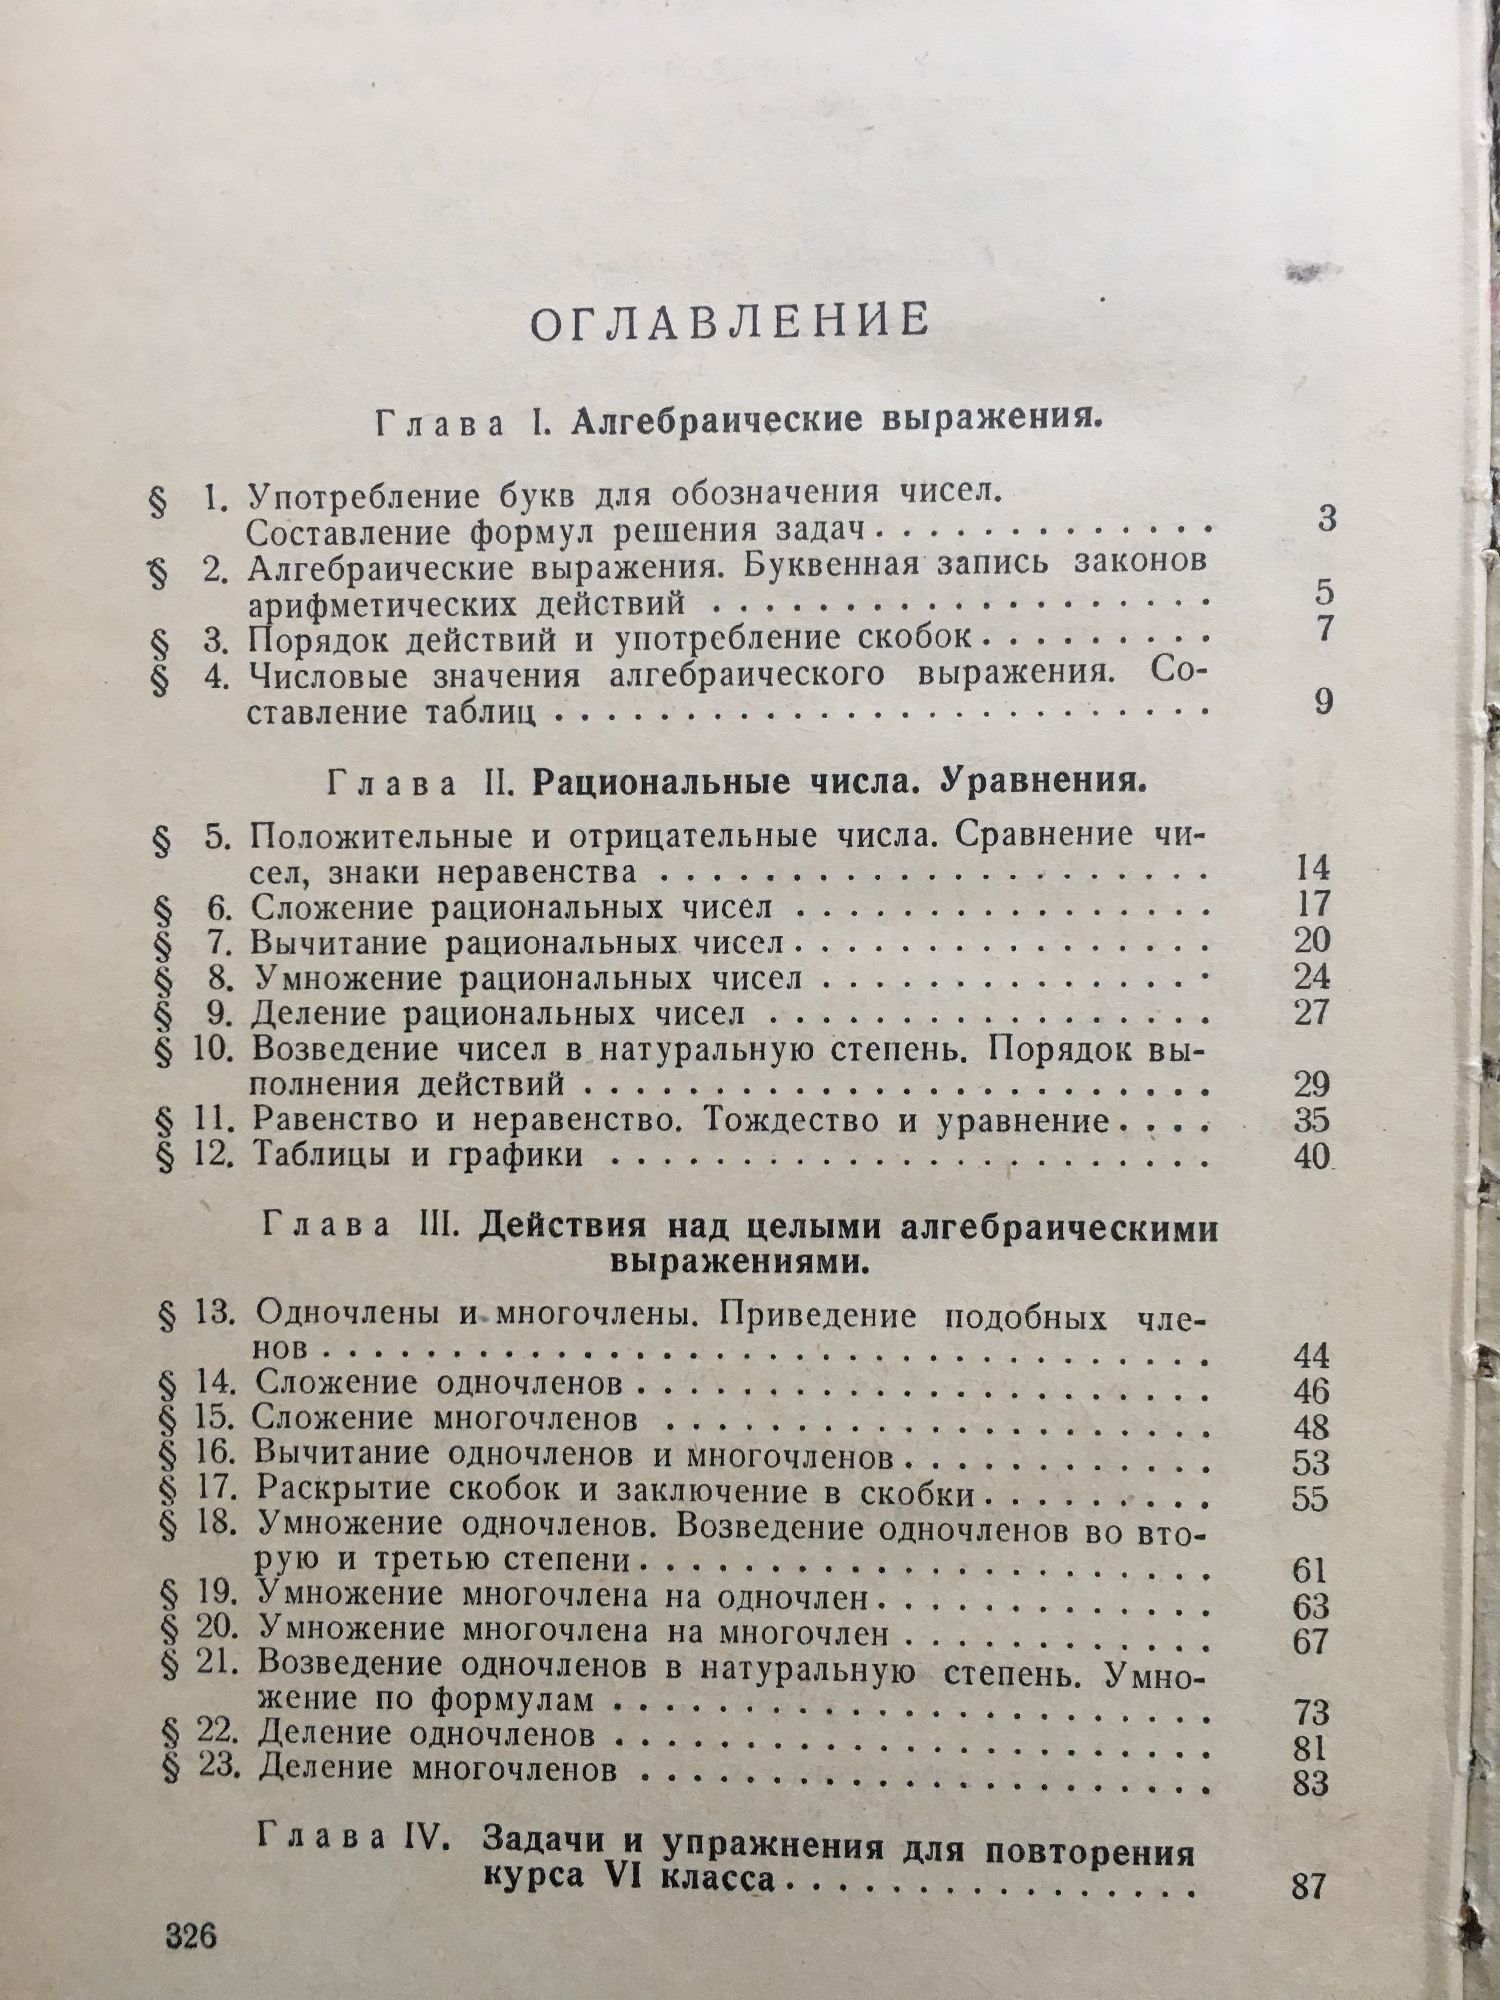 ОГЛАВЛЕНИЕ
Глава I. Алгебраические выражения.
§ 1. Употребление букв для обозначения чисел.
Составление формул решения задач . . . . . . . . . . . . . 3
§ 2. Алгебраические выражения. Буквенная запись законов
арифметических действий . . . . . . . . . . . . . . . . . . . 5
§ 3. Порядок действий и употребление скобок . . . . . . . . . 7
§ 4. Числовые значения алгебраического выражения. Со-
ставление таблиц . . . . . . . . . . . . . . . . . . . . . . . . . 9
Глава II. Рациональные числа. Уравнения.
§ 5. Положительные и отрицательные числа. Сравнение чи-
сел, знаки неравенства . . . . . . . . . . . . . . . . . . . . . 14
§ 6. Сложение рациональных чисел . . . . . . . . . . . . . . . . 17
§ 7. Вычитание рациональных чисел . . . . . . . . . . . . . . . . 20
§ 8. Умножение рациональных чисел . . . . . . . . . . . . . . . 24
§ 9. Деление рациональных чисел . . . . . . . . . . . . . . . . . 27
§ 10. Возведение чисел в натуральную степень. Порядок вы-
полнения действий . . . . . . . . . . . . . . . . . . . . . . . . 29
§ 11. Равенство и неравенство. Тождество и уравнение . . . . 35
§ 12. Таблицы и графики . . . . . . . . . . . . . . . . . . . . . . . 40
Глава III. Действия над целыми алгебраическими
выражениями.
§ 13. Одночлены и многочлены. Приведение подобных чле-
нов . . . . . . . . . . . . . . . . . . . . . . . . . . . . . . . . . . 44
§ 14. Сложение одночленов . . . . . . . . . . . . . . . . . . . . . . 46
§ 15. Сложение многочленов . . . . . . . . . . . . . . . . . . . . . 48
§ 16. Вычитание одночленов и многочленов . . . . . . . . . . . . 53
§ 17. Раскрытие скобок и заключение в скобки . . . . . . . . . 55
§ 18. Умножение одночленов. Возведение одночленов во вто-
рую и третью степени . . . . . . . . . . . . . . . . . . . . . . 61
§ 19. Умножение многочлена на одночлен . . . . . . . . . . . . . 63
§ 20. Умножение многочлена на многочлен . . . . . . . . . . . . 67
§ 21. Возведение одночленов в натуральную степень. Умно-
жение по формулам . . . . . . . . . . . . . . . . . . . . . . . 73
§ 22. Деление одночленов . . . . . . . . . . . . . . . . . . . . . . . 81
§ 23. Деление многочленов . . . . . . . . . . . . . . . . . . . . . . 83
Глава IV. Задачи и упражнения для повторения
курса VI класса . . . . . . . . . . . . . . . . 87
326